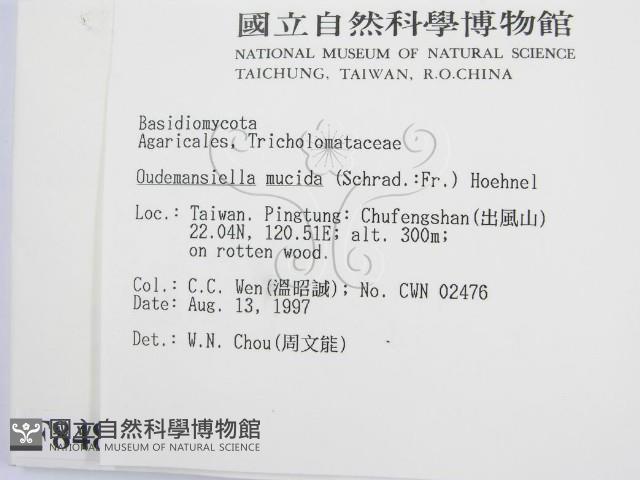 國立自然科學博物館
NATIONAL MUSEUM OF NATURAL SCIENCE
TAICHUNG, TAIWAN, R.O.CHINA
Basidiomycota
Agaricales, Tricholomataceae
Oudemansiella mucida (Schrad.:Fr.) Hoehnel
Loc.: Taiwan. Pingtung: Chufengshan(出風山)
22.04N, 120.51E; alt. 300m;
on rotten wood.
Col.: C.C. Wen(溫昭誠); No. CWN 02476
Date: Aug. 13, 1997
Det.: W.N. Chou(周文能)
國立自然科學博物館
NATIONAL MUSEUM OF NATURAL SCIENCE